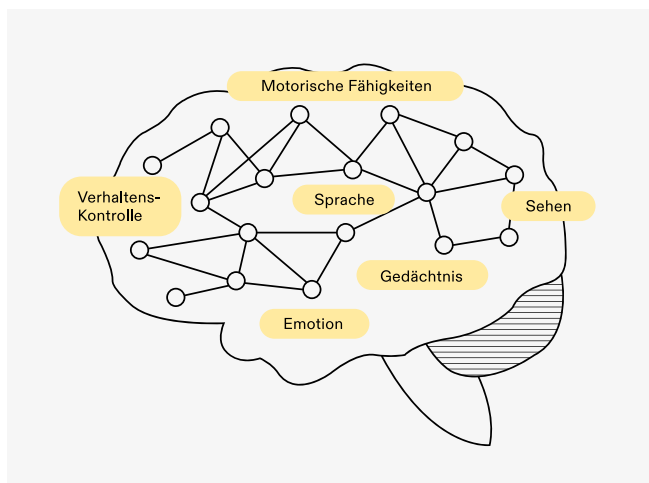 Motorische Fähigkeiten
Verhaltens-
Kontrolle
Sprache
Sehen
Gedächtnis
Emotion